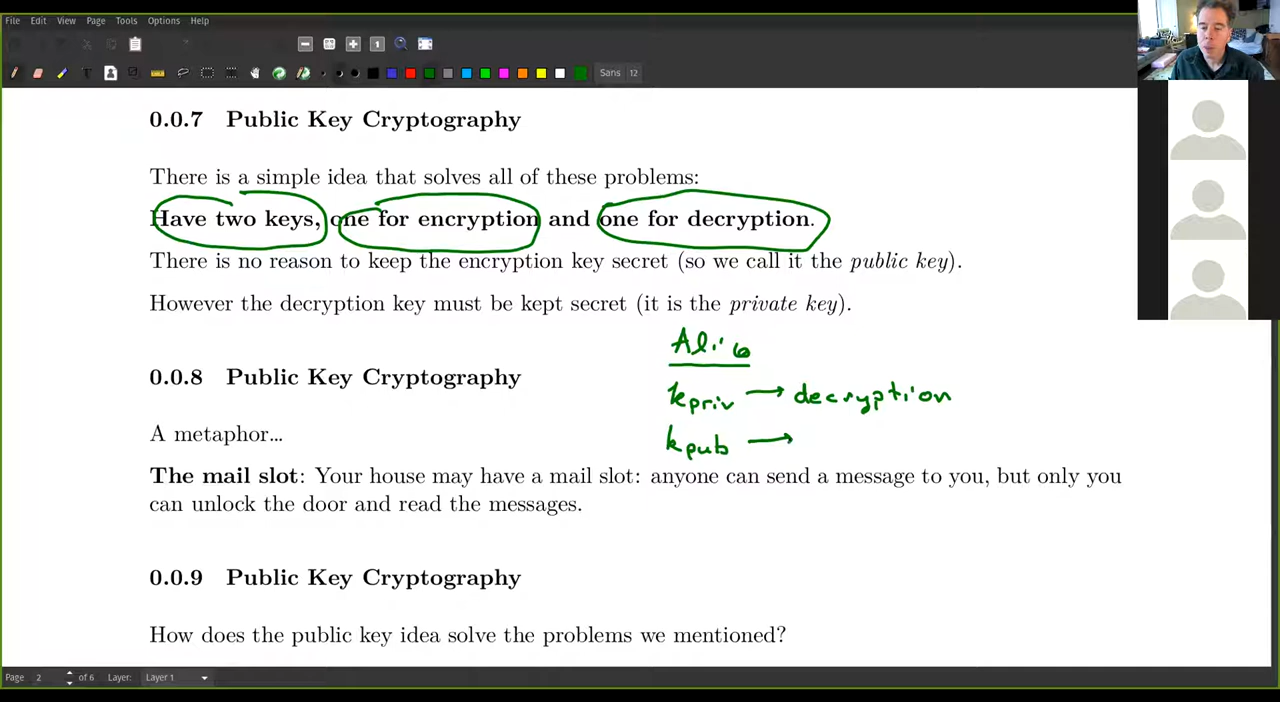 File Edit View Page Tools Options Help
Sans 12
0.0.7 Public Key Cryptography
There is a simple idea that solves all of these problems:
Have two keys, one for encryption and one for decryption.
There is no reason to keep the encryption key secret (so we call it the public key).
However the decryption key must be kept secret (it is the private key).
Alice
kpriv → decryption
kpub →
0.0.8 Public Key Cryptography
A metaphor...
The mail slot: Your house may have a mail slot: anyone can send a message to you, but only you
can unlock the door and read the messages.
0.0.9 Public Key Cryptography
How does the public key idea solve the problems we mentioned?
Page 2 of 6 Layer: Layer 1